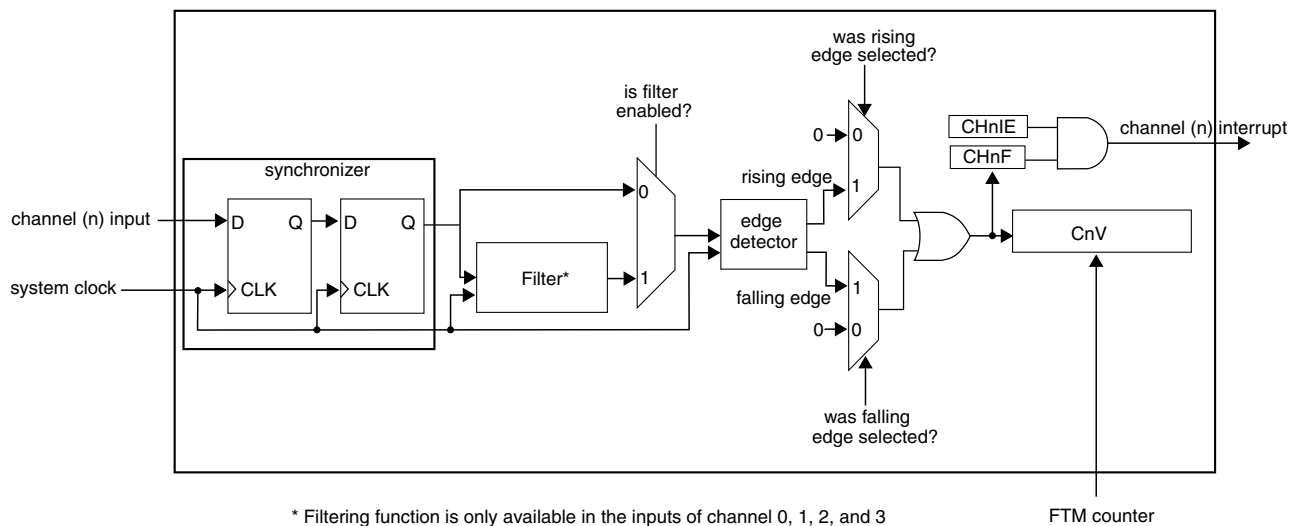 was rising
edge selected?
is filter
enabled?
CHnIE
0
0
channel (n) interrupt
CHnF
synchronizer
rising edge
0
1
channel (n) input
D
Q
D
Q
edge
detector
CnV
Filter*
1
system clock
CLK
CLK
falling edge
1
0
0
was falling
edge selected?
* Filtering function is only available in the inputs of channel 0, 1, 2, and 3
FTM counter